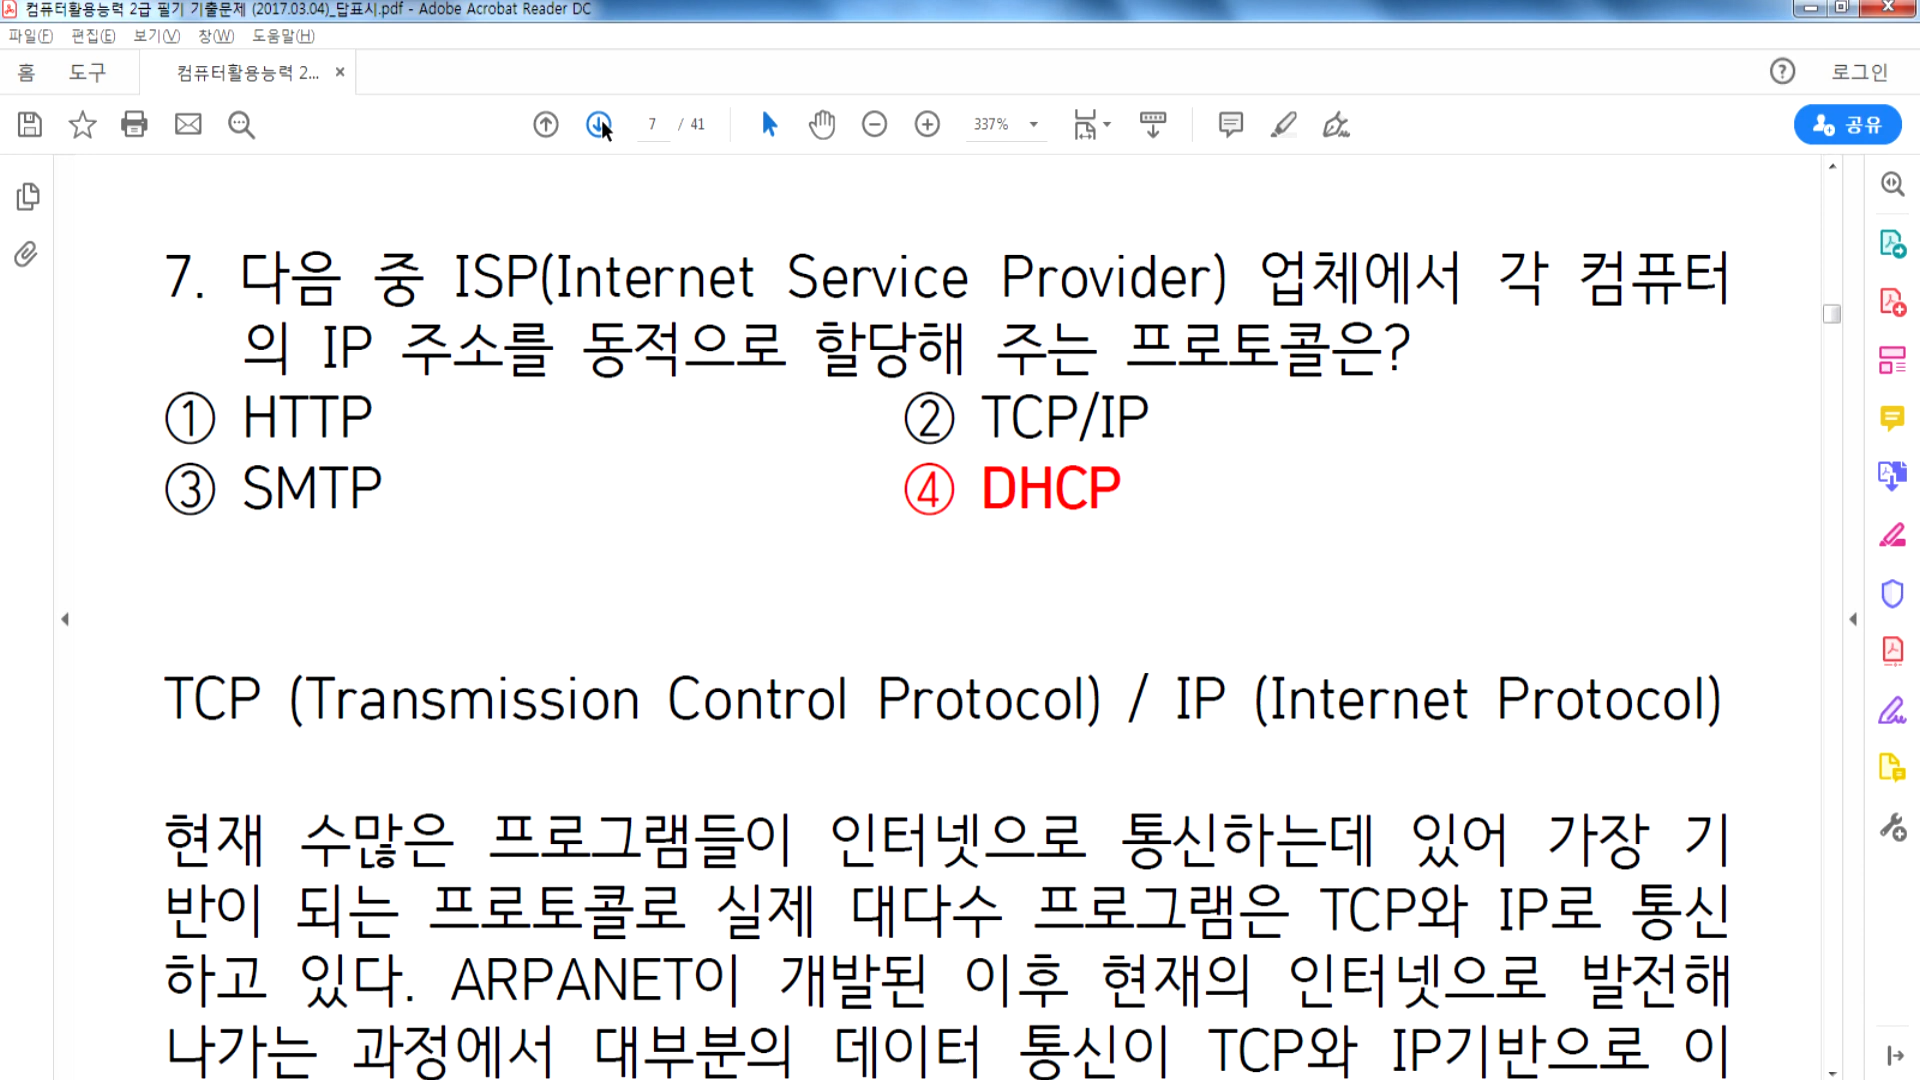 컴퓨터활용능력 2급 필기 기출문제 (2017.03.04)_답표시.pdf - Adobe Acrobat Reader DC
파일(F) 편집(E) 보기(V) 창(W) 도움말(H)
홈 도구 컴퓨터활용능력 2... × 로그인
7 / 41 337% 공유
7. 다음 중 ISP(Internet Service Provider) 업체에서 각 컴퓨터
의 IP 주소를 동적으로 할당해 주는 프로토콜은?
① HTTP ② TCP/IP
③ SMTP ④ DHCP
TCP (Transmission Control Protocol) / IP (Internet Protocol)
현재 수많은 프로그램들이 인터넷으로 통신하는데 있어 가장 기
반이 되는 프로토콜로 실제 대다수 프로그램은 TCP와 IP로 통신
하고 있다. ARPANET이 개발된 이후 현재의 인터넷으로 발전해
나가는 과정에서 대부분의 데이터 통신이 TCP와 IP기반으로 이